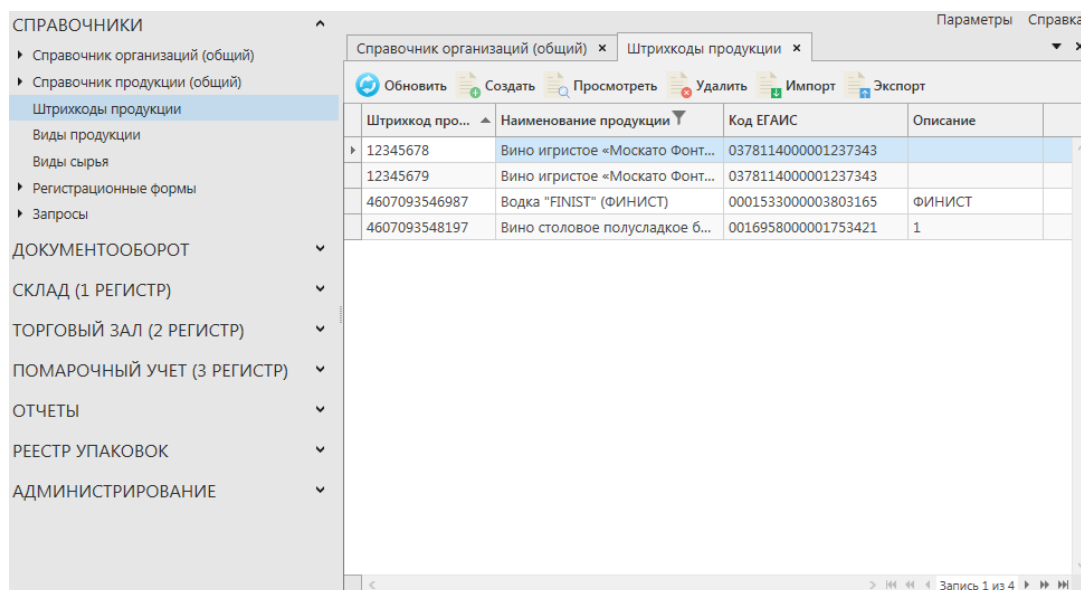 Параметры Справка
СПРАВОЧНИКИ
Справочник организаций (общий)
Справочник продукции (общий)
Штрихкоды продукции
Виды продукции
Виды сырья
Регистрационные формы
Запросы
ДОКУМЕНТООБОРОТ
СКЛАД (1 РЕГИСТР)
ТОРГОВЫЙ ЗАЛ (2 РЕГИСТР)
ПОМАРОЧНЫЙ УЧЕТ (3 РЕГИСТР)
ОТЧЕТЫ
РЕЕСТР УПАКОВОК
АДМИНИСТРИРОВАНИЕ
Справочник организаций (общий) × Штрихкоды продукции ×
Обновить Создать Просмотреть Удалить Импорт Экспорт
Штрихкод про... Наименование продукции Код ЕГАИС Описание
12345678 Вино игристое «Москато Фонт... 0378114000001237343
12345679 Вино игристое «Москато Фонт... 0378114000001237343
4607093546987 Водка "FINIST" (ФИНИСТ) 0001533000003803165 ФИНИСТ
4607093548197 Вино столовое полусладкое б... 0016958000001753421 1
Запись 1 из 4